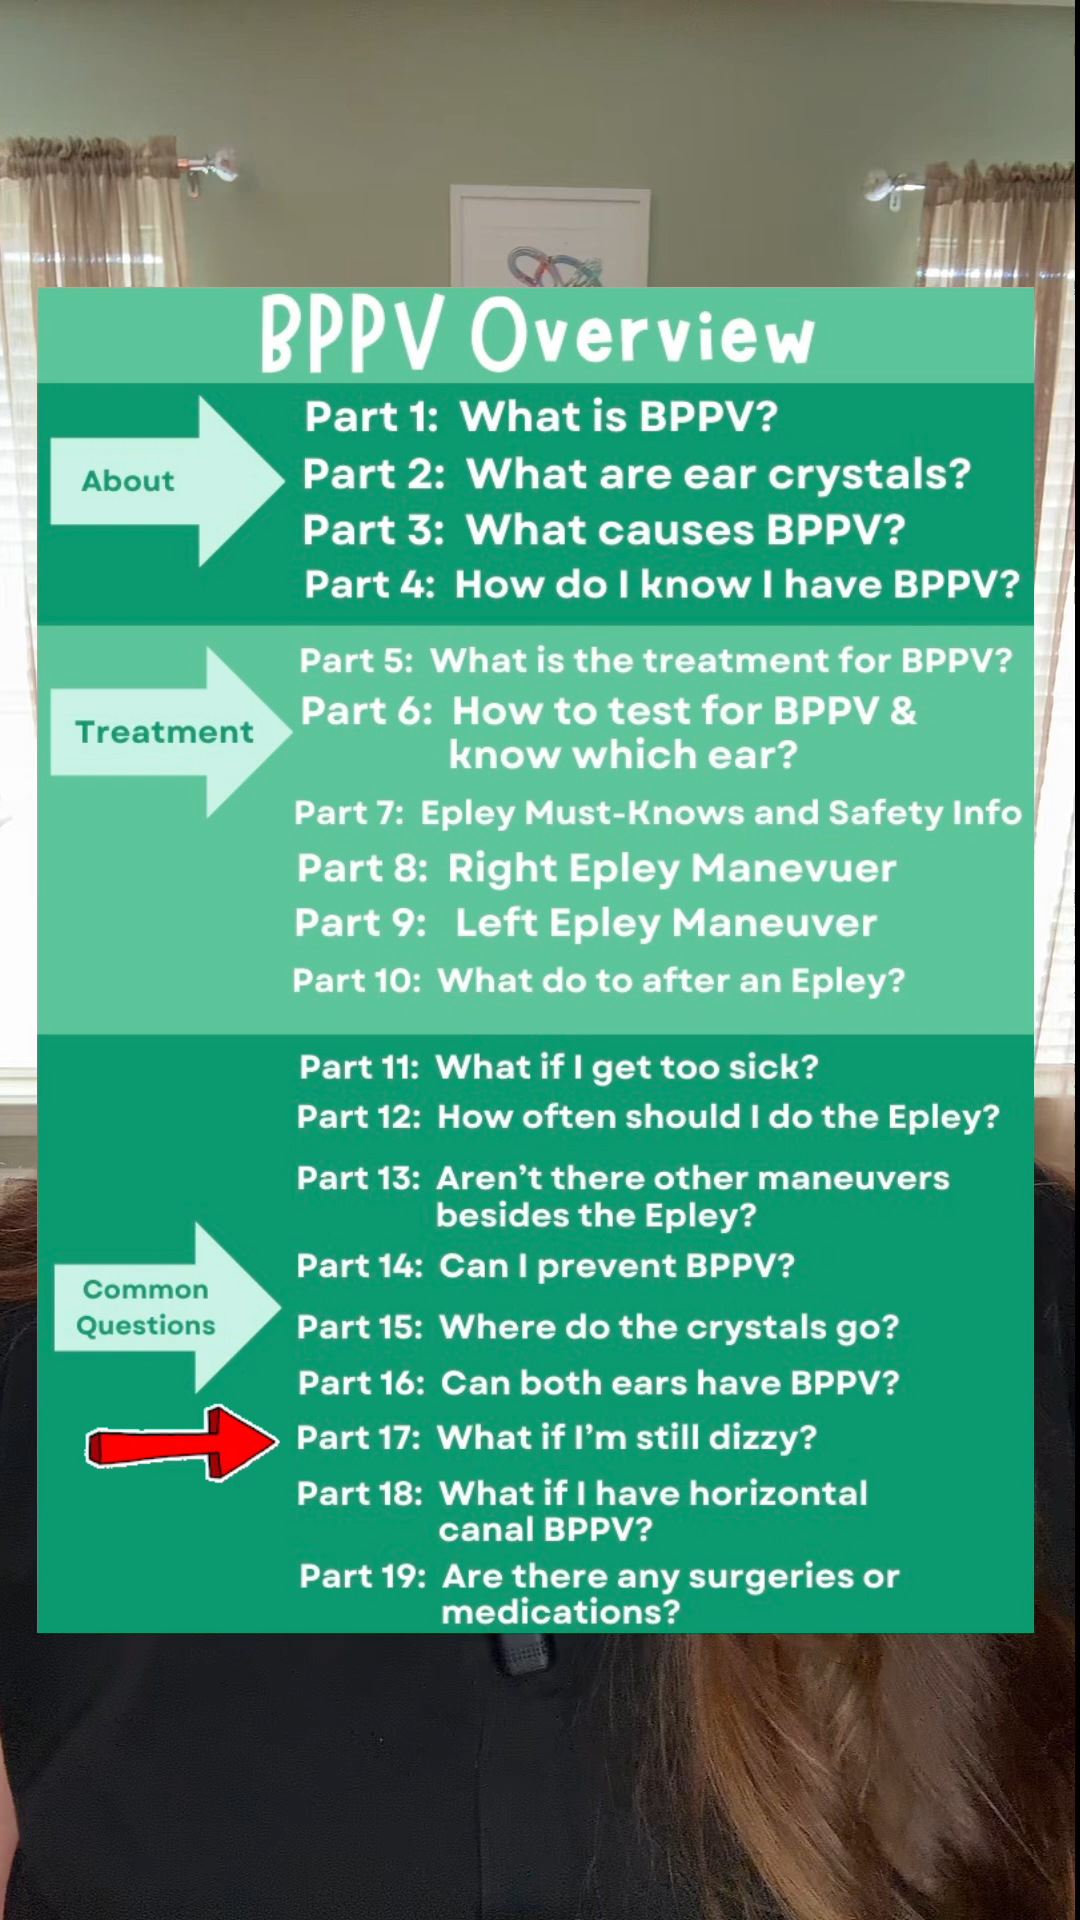 BPPV Overview
About
Part 1: What is BPPV?
Part 2: What are ear crystals?
Part 3: What causes BPPV?
Part 4: How do I know I have BPPV?
Treatment
Part 5: What is the treatment for BPPV?
Part 6: How to test for BPPV &
know which ear?
Part 7: Epley Must-Knows and Safety Info
Part 8: Right Epley Manevuer
Part 9: Left Epley Maneuver
Part 10: What do to after an Epley?
Common
Questions
Part 11: What if I get too sick?
Part 12: How often should I do the Epley?
Part 13: Aren't there other maneuvers
besides the Epley?
Part 14: Can I prevent BPPV?
Part 15: Where do the crystals go?
Part 16: Can both ears have BPPV?
Part 17: What if I'm still dizzy?
Part 18: What if I have horizontal
canal BPPV?
Part 19: Are there any surgeries or
medications?